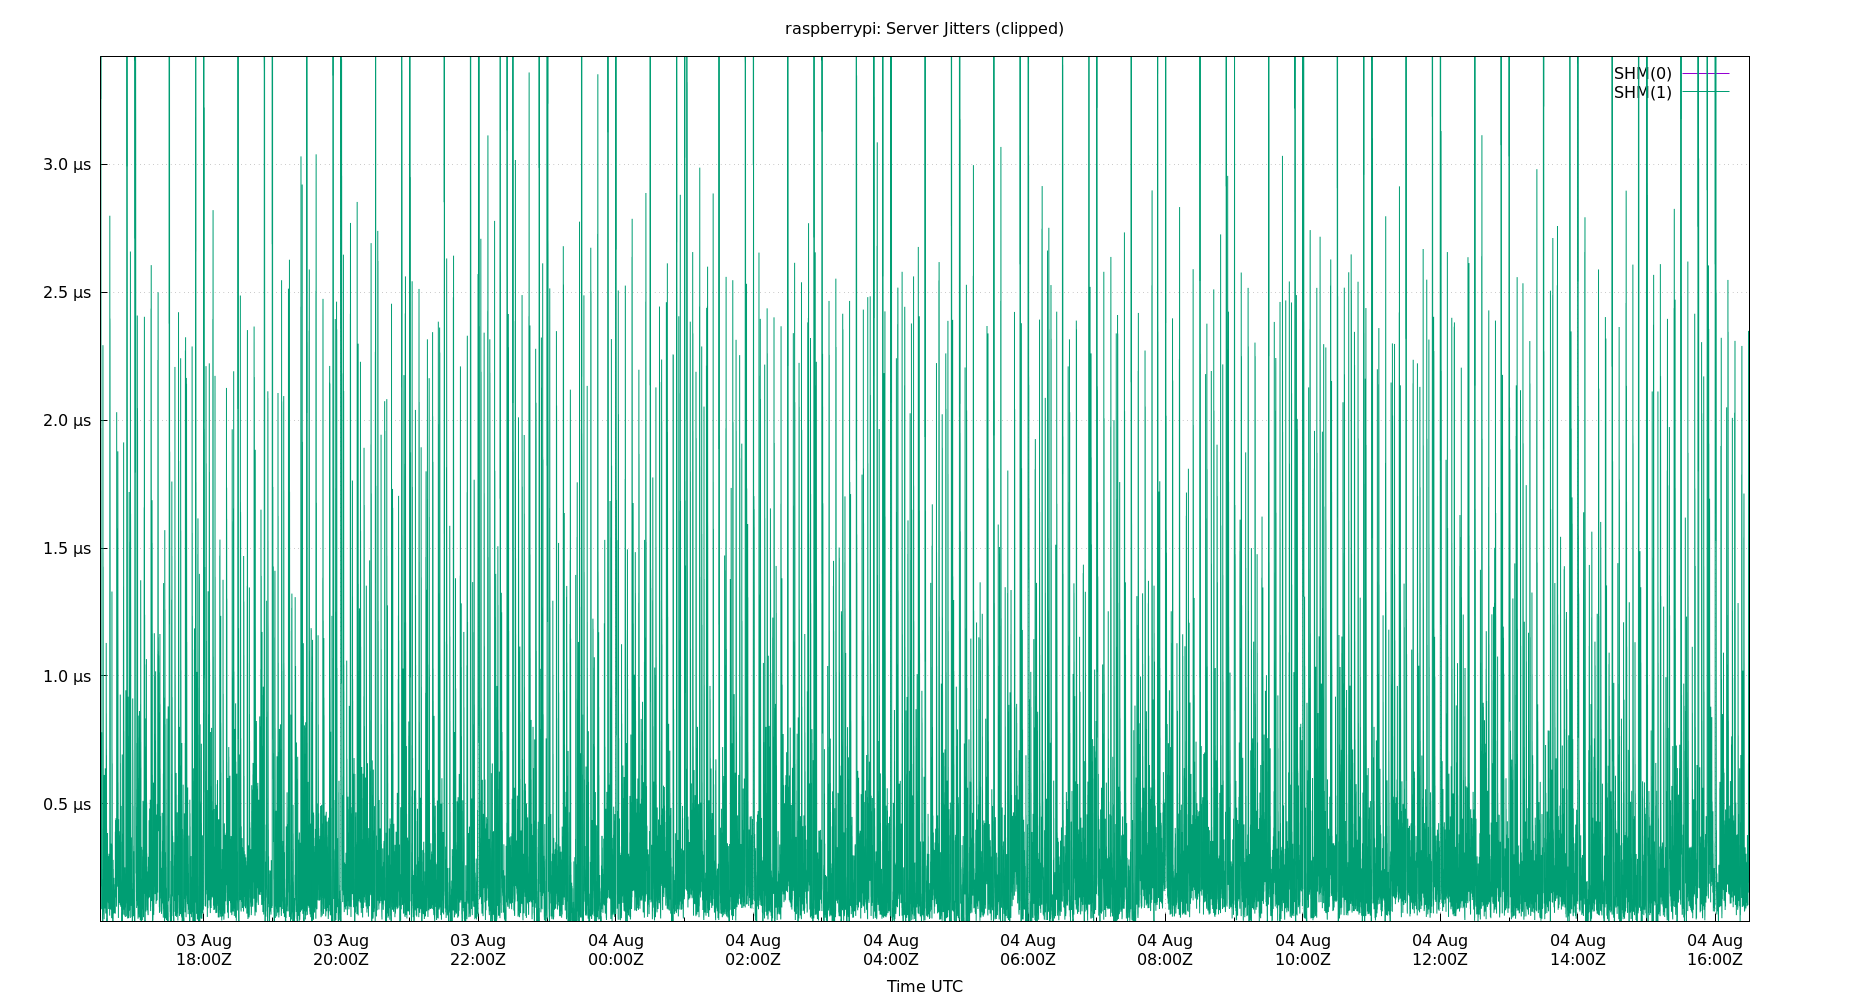 raspberrypi: Server Jitters (clipped)
SHM(0)
SHM(1)
3.0 µs
2.5 µs
2.0 µs
1.5 µs
1.0 µs
0.5 µs
03 Aug 03 Aug 03 Aug 04 Aug 04 Aug 04 Aug 04 Aug 04 Aug 04 Aug 04 Aug 04 Aug 04 Aug
18:00Z 20:00Z 22:00Z 00:00Z 02:00Z 04:00Z 06:00Z 08:00Z 10:00Z 12:00Z 14:00Z 16:00Z
Time UTC